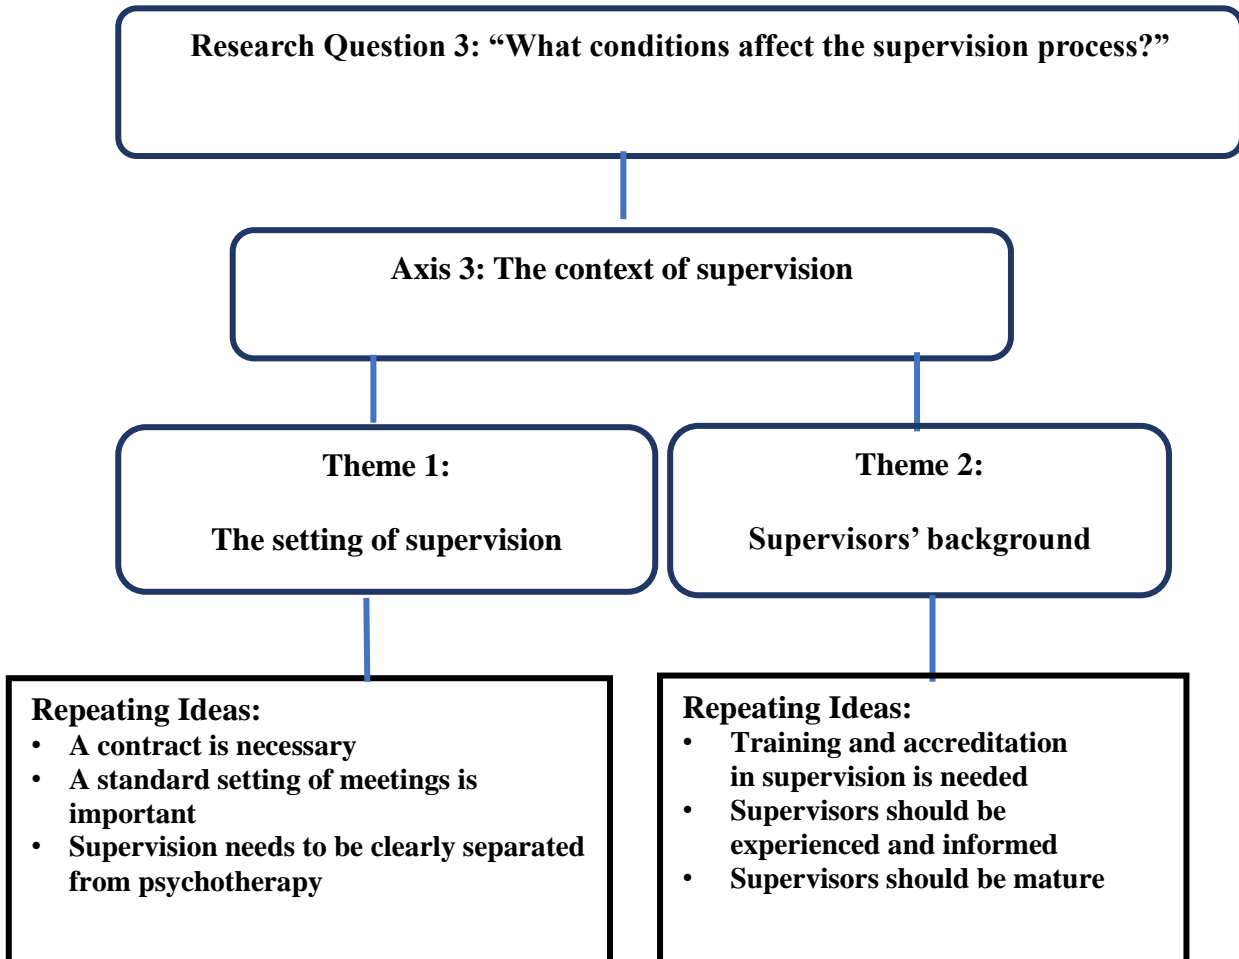 Research Question 3: “What conditions affect the supervision process?”
Axis 3: The context of supervision
Theme 1:
The setting of supervision
Theme 2:
Supervisors’ background
Repeating Ideas:
• A contract is necessary
• A standard setting of meetings is
important
• Supervision needs to be clearly separated
from psychotherapy
Repeating Ideas:
• Training and accreditation
in supervision is needed
• Supervisors should be
experienced and informed
• Supervisors should be mature